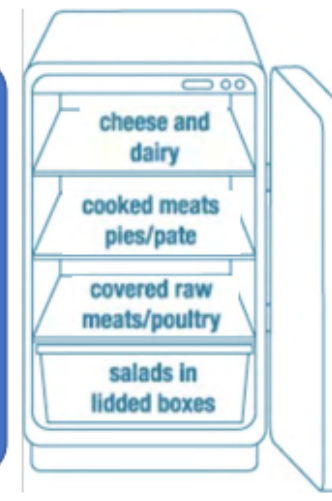 cheese and
dairy
cooked meats
pies/pate
covered raw
meats/poultry
salads in
lidded boxes